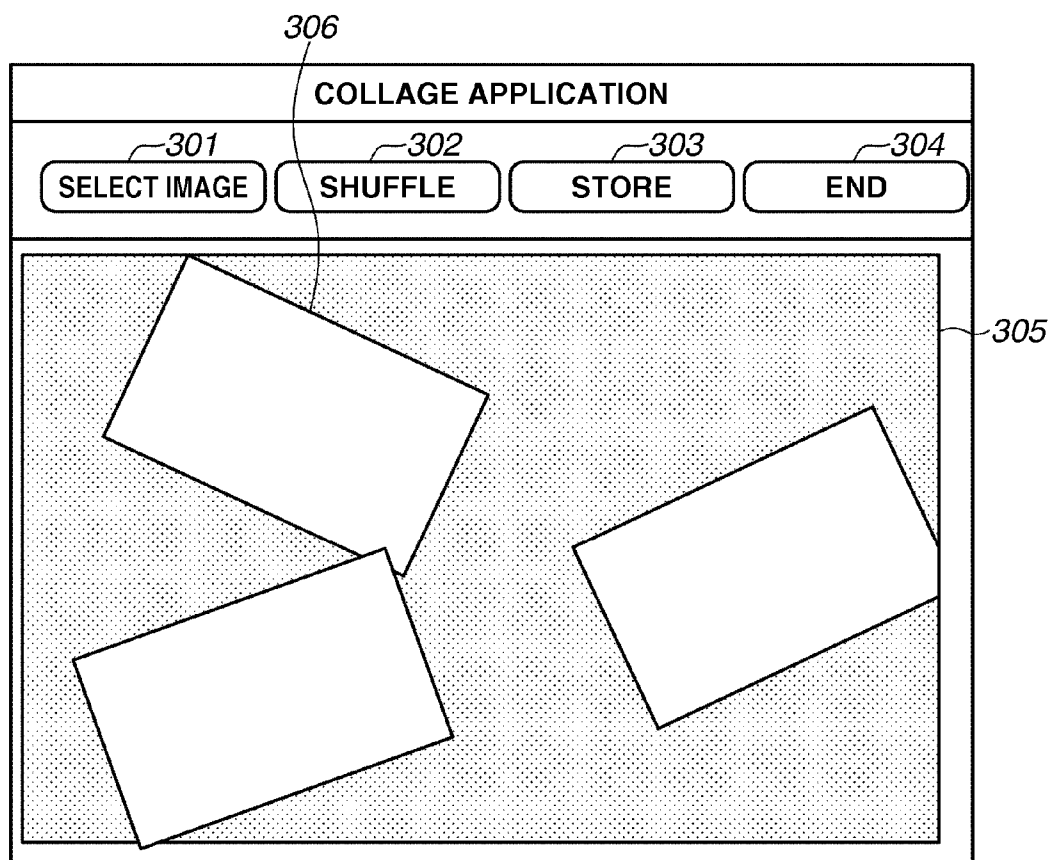 306
COLLAGE APPLICATION
301 302 303 304
SELECT IMAGE SHUFFLE STORE END
305